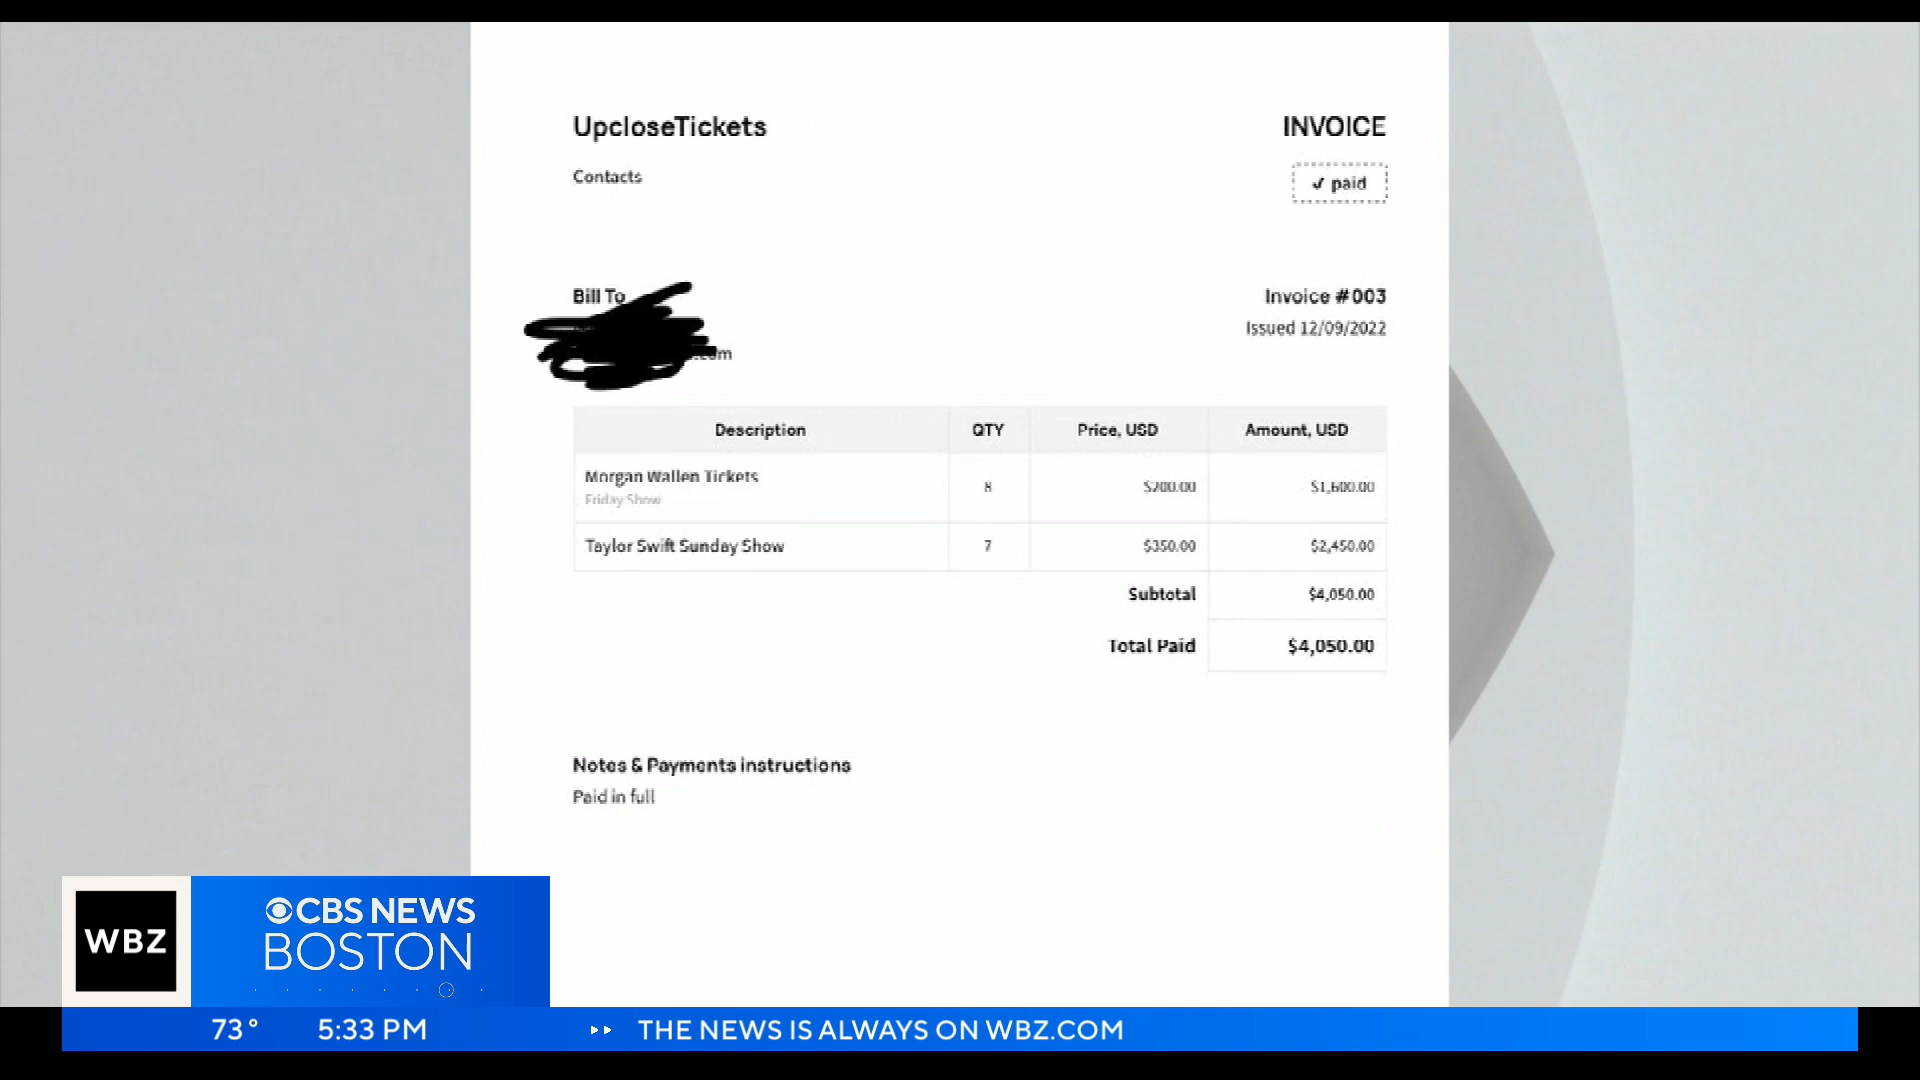 UpcloseTickets
INVOICE
Contacts
✓ paid
Bill To
Invoice #003
Issued 12/09/2022
.com
Description QTY Price, USD Amount, USD
Morgan Wallen Tickets 8 $200.00 $1,600.00
Friday Show
Taylor Swift Sunday Show 7 $350.00 $2,450.00
Subtotal $4,050.00
Total Paid $4,050.00
Notes & Payments instructions
Paid in full
WBZ
CBS NEWS
BOSTON
73° 5:33 PM THE NEWS IS ALWAYS ON WBZ.COM